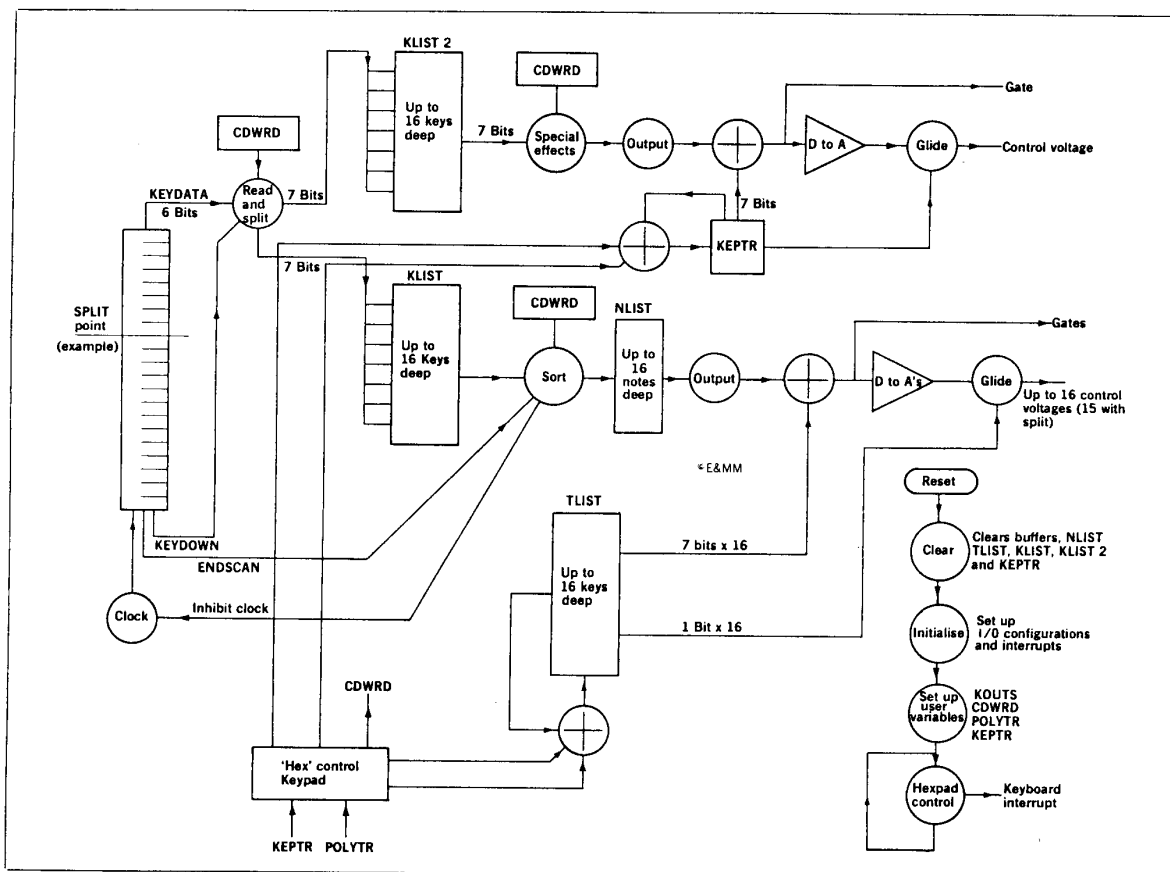 KLIST 2
CDWRD
Up to
16 keys
deep
7 Bits
Special
effects
Output
D to A
Glide
Gate
Control voltage
CDWRD
KEYDATA
6 Bits
Read
and
split
7 Bits
7 Bits
KEPTR
7 Bits
KLIST
SPLIT
point
(example)
Up to
16 Keys
deep
CDWRD
Sort
NLIST
Up to
16
notes
deep
Output
D to A's
Glide
Gates
Up to 16 control
voltages (15 with
split)
E&MM
KEYDOWN
ENDSCAN
Clock
Inhibit clock
TLIST
Up to
16 keys
deep
7 bits x 16
1 Bit x 16
CDWRD
'Hex' control
Keypad
KEPTR
POLYTR
Reset
Clear
Clears buffers, NLIST
TLIST, KLIST, KLIST 2
and KEPTR
Initialise
Set up
I/O configurations
and interrupts
Set up
user
variables
KOUTS
CDWRD
POLYTR
KEPTR
Hexpad
control
Keyboard
interrupt